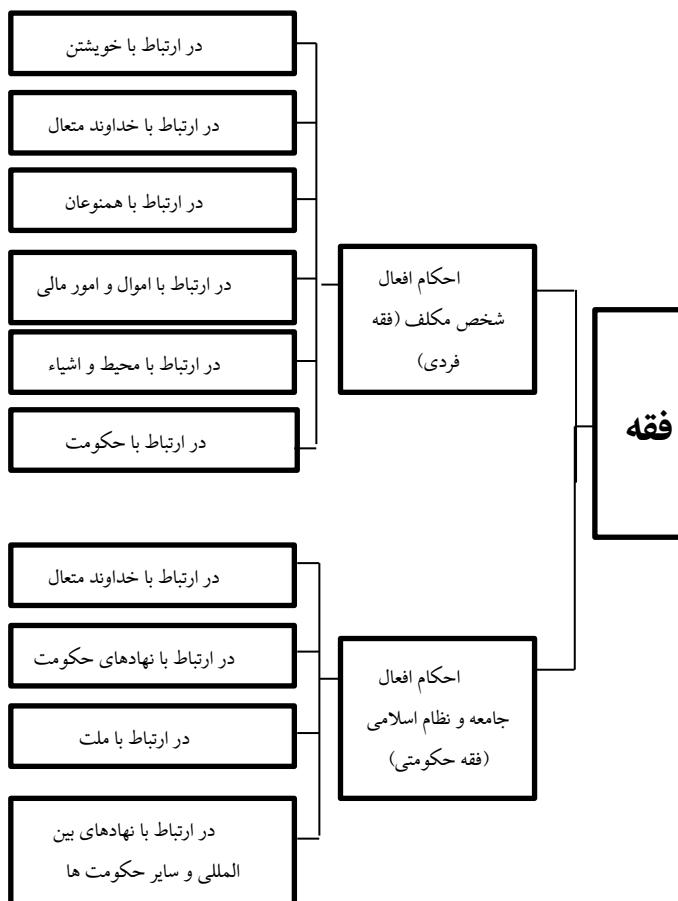 فقه
احکام افعال
شخص مکلف (فقه
فردی)
در ارتباط با خویشتن
در ارتباط با خداوند متعال
در ارتباط با همنوعان
در ارتباط با اموال و امور مالی
در ارتباط با محیط و اشیاء
در ارتباط با حکومت
احکام افعال
جامعه و نظام اسلامی
(فقه حکومتی)
در ارتباط با خداوند متعال
در ارتباط با نهادهای حکومت
در ارتباط با ملت
در ارتباط با نهادهای بین
المللی و سایر حکومت ها